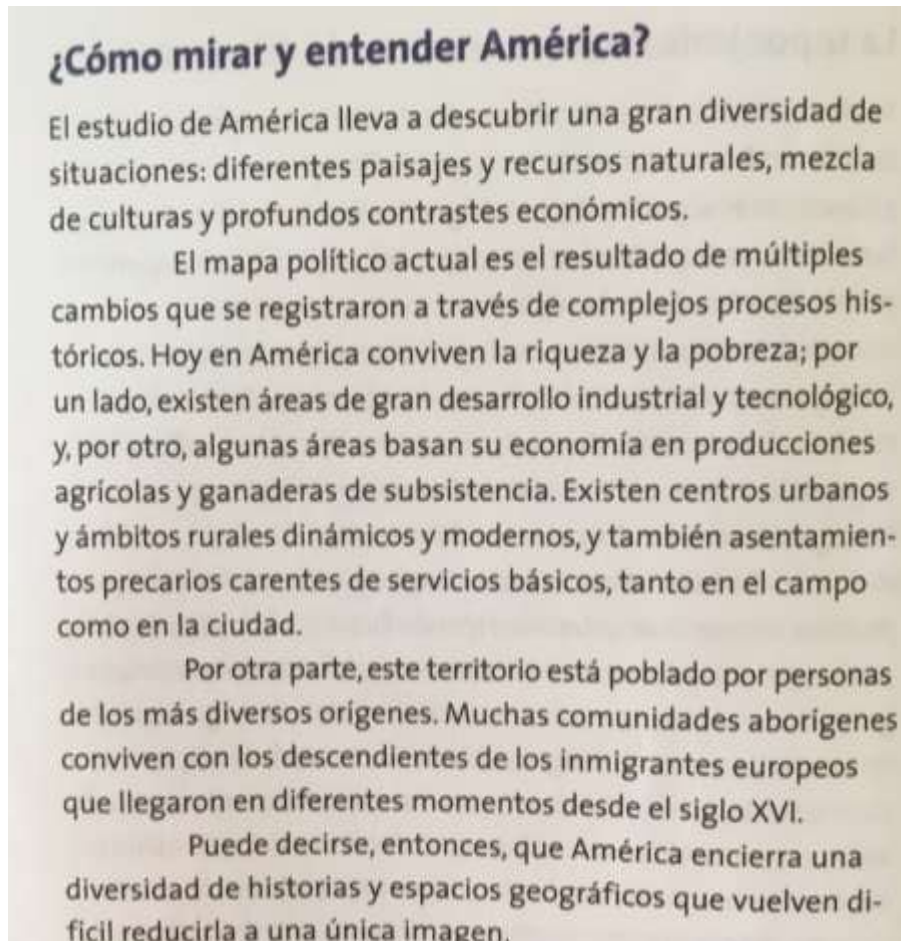 ¿Cómo mirar y entender América?
El estudio de América lleva a descubrir una gran diversidad de
situaciones: diferentes paisajes y recursos naturales, mezcla
de culturas y profundos contrastes económicos.
El mapa político actual es el resultado de múltiples
cambios que se registraron a través de complejos procesos his-
tóricos. Hoy en América conviven la riqueza y la pobreza; por
un lado, existen áreas de gran desarrollo industrial y tecnológico,
y, por otro, algunas áreas basan su economía en producciones
agrícolas y ganaderas de subsistencia. Existen centros urbanos
y ámbitos rurales dinámicos y modernos, y también asentamien-
tos precarios carentes de servicios básicos, tanto en el campo
como en la ciudad.
Por otra parte, este territorio está poblado por personas
de los más diversos orígenes. Muchas comunidades aborígenes
conviven con los descendientes de los inmigrantes europeos
que llegaron en diferentes momentos desde el siglo XVI.
Puede decirse, entonces, que América encierra una
diversidad de historias y espacios geográficos que vuelven di-
fícil reducirla a una única imagen.